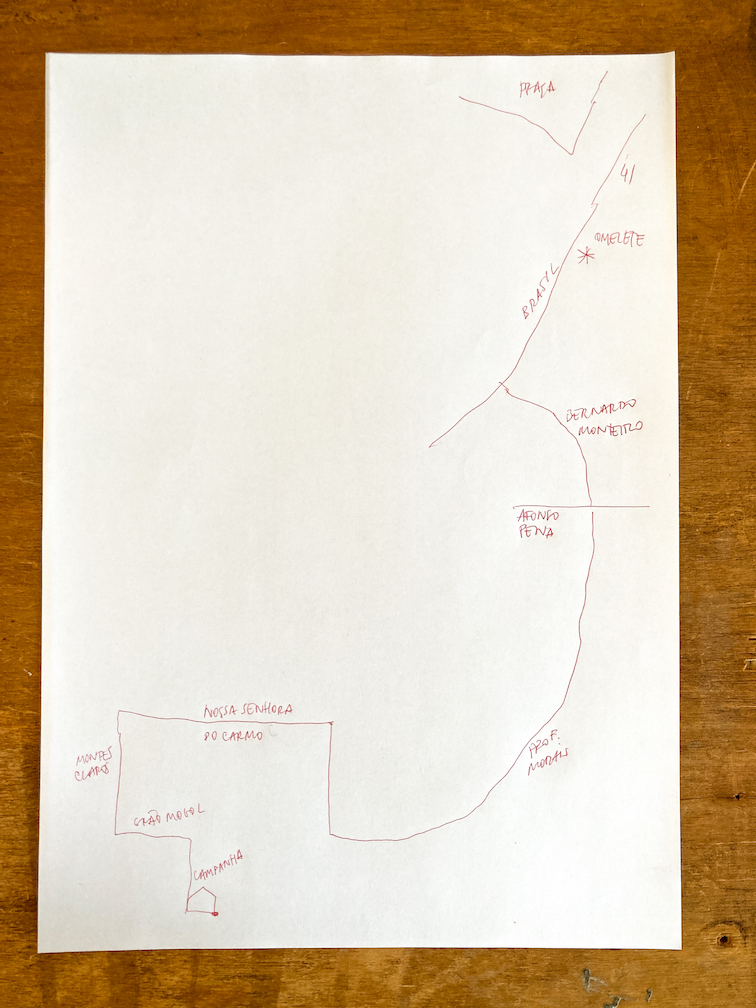 PRAÇA
41
OMELETE
BRASIL
BERNARDO
MONTEIRO
AFONSO
PENA
NOSSA SENHORA
DO CARMO
PROF.
MORAIS
MONTES
CLAROS
GRÃO MOGOL
CAMPANHA